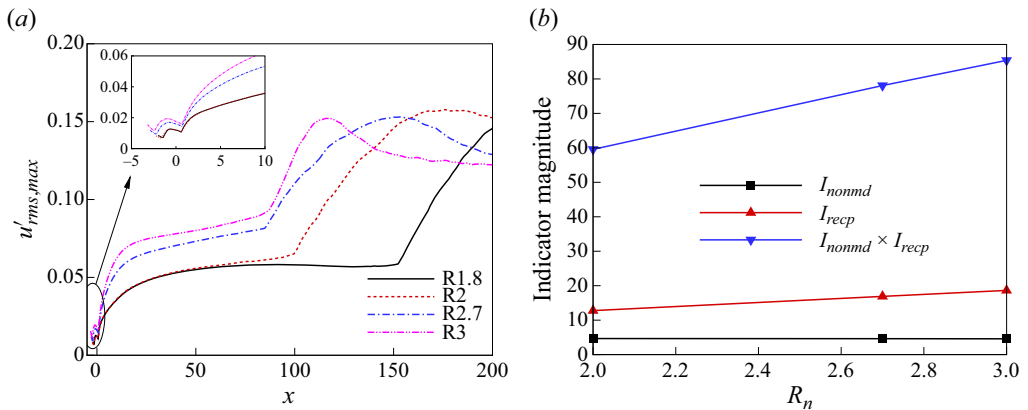 (a)
0.20
0.15
0.10
0.05
0
u'rms,max
0
50
100
150
200
x
0.06
0.04
0.02
0
−5
0
5
10
R1.8
R2
R2.7
R3
(b)
90
80
70
60
50
40
30
20
10
0
Indicator magnitude
2.0
2.2
2.4
2.6
2.8
3.0
Rn
Inonmd
Irecp
Inonmd × Irecp